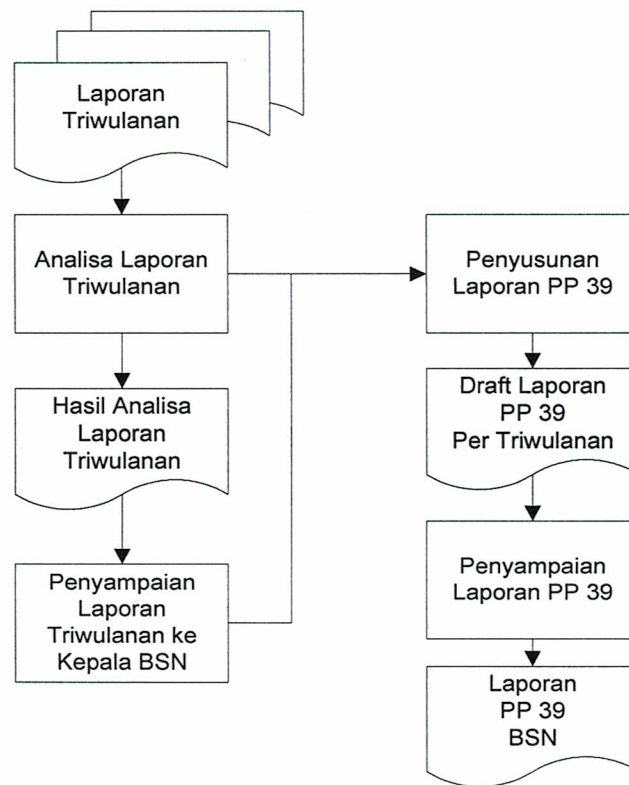 Laporan
Triwulanan
Analisa Laporan
Triwulanan
Hasil Analisa
Laporan
Triwulanan
Penyampaian
Laporan
Triwulanan ke
Kepala BSN
Penyusunan
Laporan PP 39
Draft Laporan
PP 39
Per Triwulanan
Penyampaian
Laporan PP 39
Laporan
PP 39
BSN